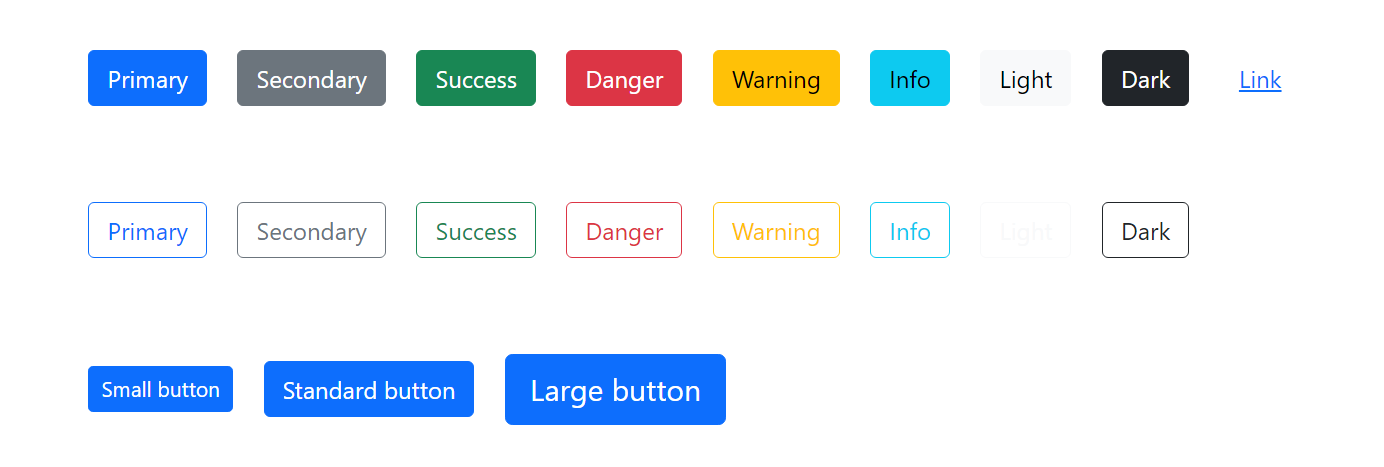 Primary Secondary Success Danger Warning Info Light Dark Link
Primary Secondary Success Danger Warning Info Light Dark
Small button Standard button Large button